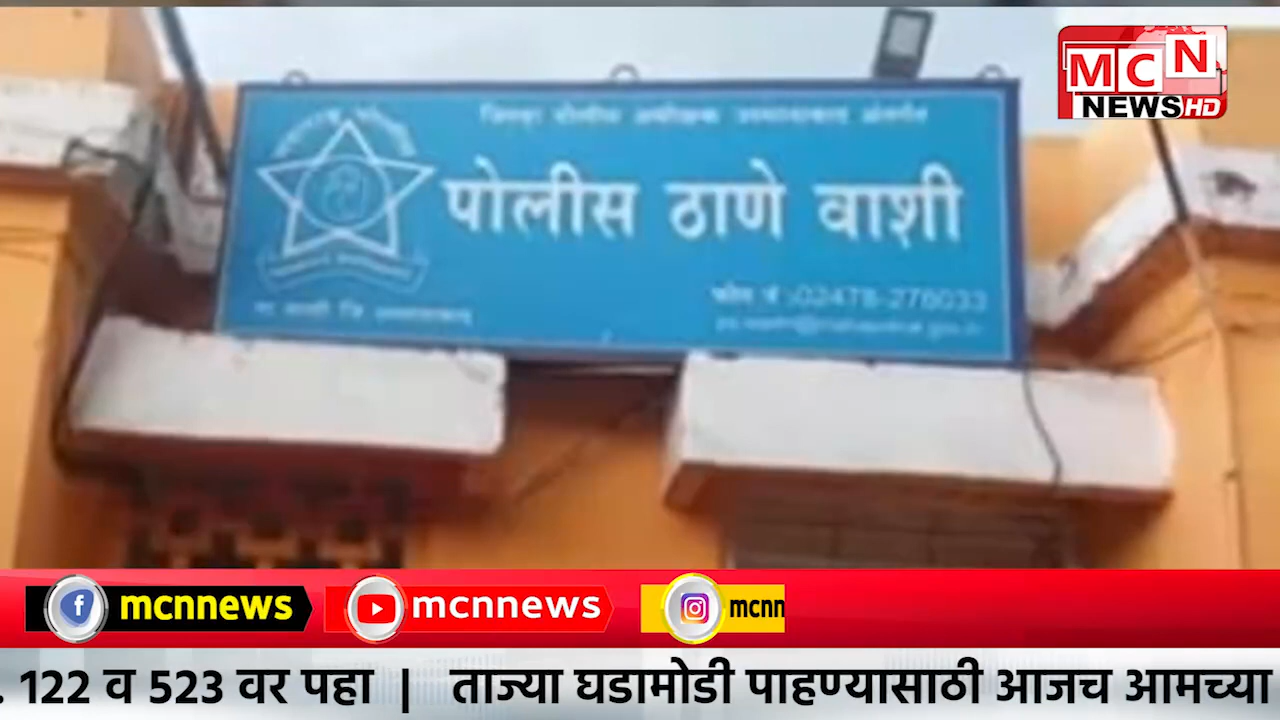 MCN
NEWS HD
पोलीस ठाणे वाशी
फोन नं :02478-276033
mcnnews
mcnnews
mcnn
. 122 व 523 वर पहा | ताज्या घडामोडी पाहण्यासाठी आजच आमच्या